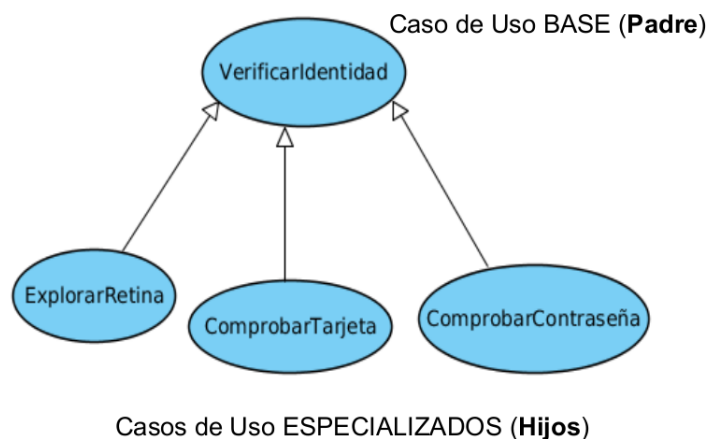 Caso de Uso BASE (Padre)
VerificarIdentidad
ExplorarRetina
ComprobarTarjeta
ComprobarContraseña
Casos de Uso ESPECIALIZADOS (Hijos)